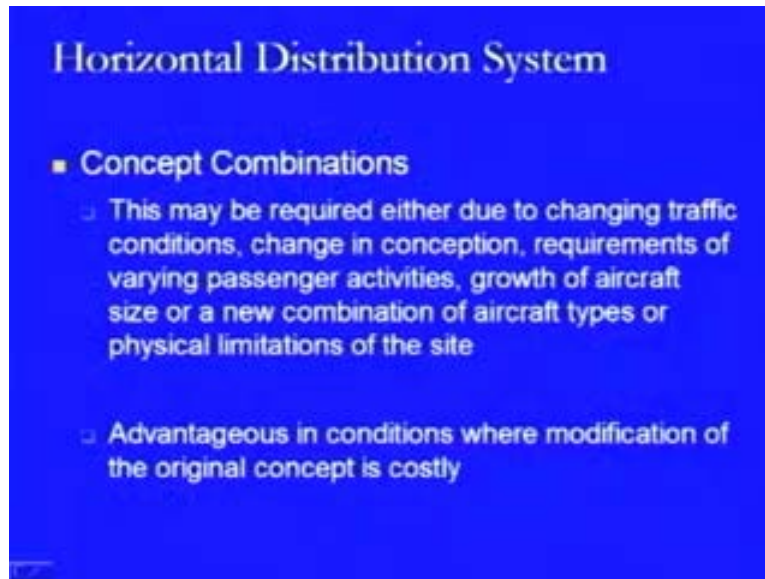 Horizontal Distribution System
Concept Combinations
This may be required either due to changing traffic
conditions, change in conception, requirements of
varying passenger activities, growth of aircraft
size or a new combination of aircraft types or
physical limitations of the site
Advantageous in conditions where modification of
the original concept is costly